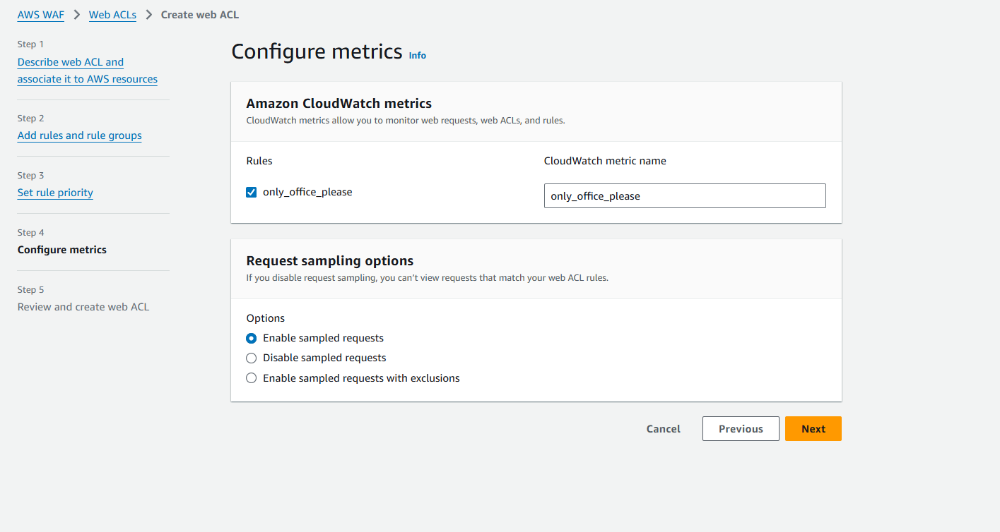 AWS WAF > Web ACLs > Create web ACL
Step 1
Describe web ACL and
associate it to AWS resources
Step 2
Add rules and rule groups
Step 3
Set rule priority
Step 4
Configure metrics
Step 5
Review and create web ACL
Configure metrics Info
Amazon CloudWatch metrics
CloudWatch metrics allow you to monitor web requests, web ACLs, and rules.
Rules
CloudWatch metric name
only_office_please
only_office_please
Request sampling options
If you disable request sampling, you can't view requests that match your web ACL rules.
Options
Enable sampled requests
Disable sampled requests
Enable sampled requests with exclusions
Cancel
Previous
Next